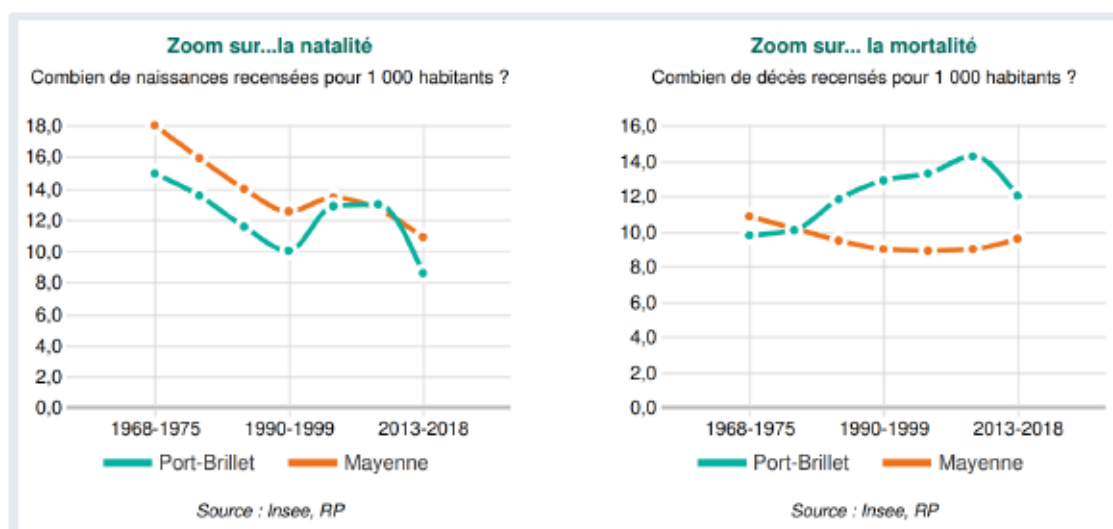 Zoom sur...la natalité
Combien de naissances recensées pour 1 000 habitants ?
18,0
16,0
14,0
12,0
10,0
8,0
6,0
4,0
2,0
0,0
1968-1975 1990-1999 2013-2018
Port-Brillet Mayenne
Source : Insee, RP
Zoom sur... la mortalité
Combien de décès recensés pour 1 000 habitants ?
16,0
14,0
12,0
10,0
8,0
6,0
4,0
2,0
0,0
1968-1975 1990-1999 2013-2018
Port-Brillet Mayenne
Source : Insee, RP